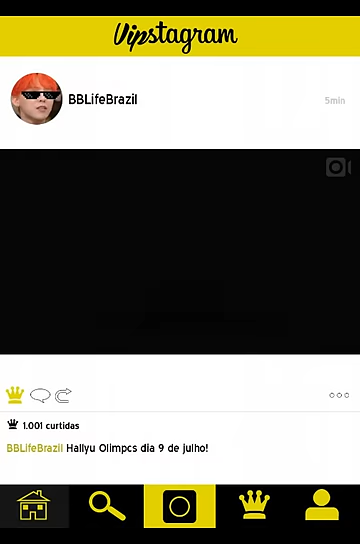 Vipstagram
BBLifeBrazil
5min
1.001 curtidas
BBLifeBrazil Hallyu Olimpcs dia 9 de julho!